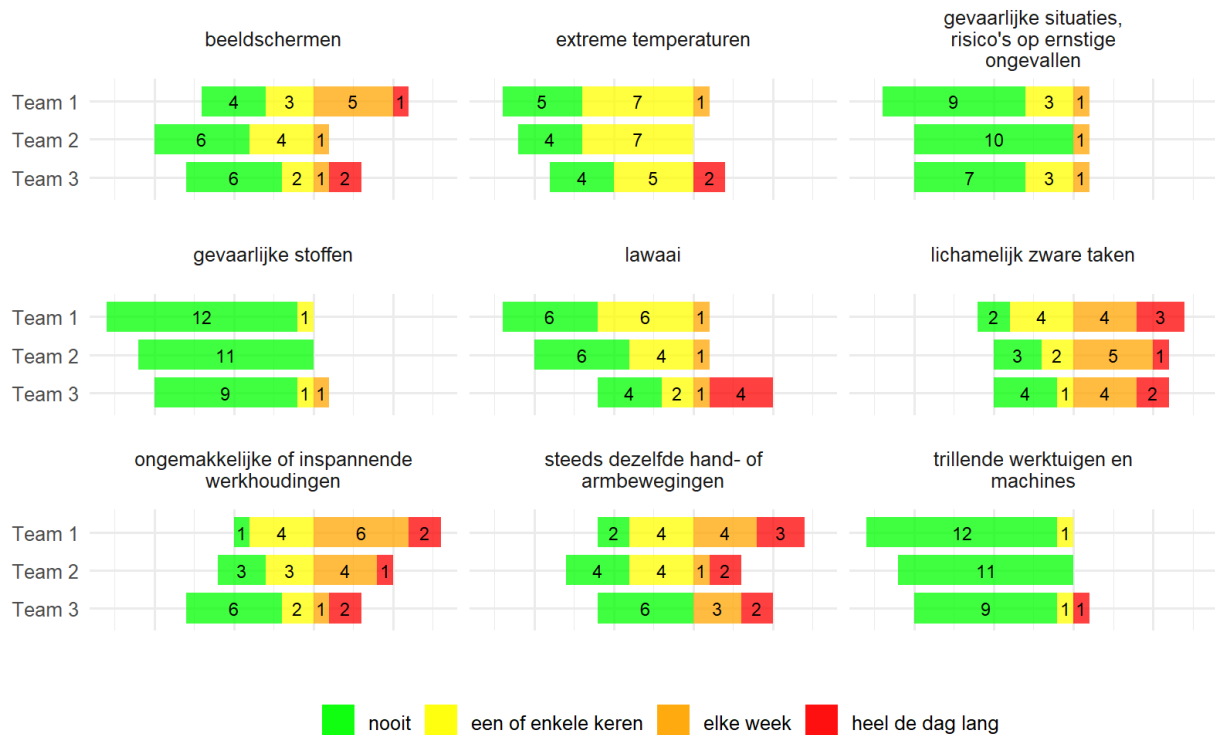 beeldschermen
extreme temperaturen
gevaarlijke situaties,
risico's op ernstige
ongevallen
Team 1 4 3 5 1 5 7 1 9 3 1
Team 2 6 4 1 4 7 10 1
Team 3 6 2 1 2 4 5 2 7 3 1
gevaarlijke stoffen
lawaai
lichamelijk zware taken
Team 1 12 1 6 6 1 2 4 4 3
Team 2 11 6 4 1 3 2 5 1
Team 3 9 1 1 4 2 1 4 4 1 4 2
ongemakkelijke of inspannende
werkhoudingen
steeds dezelfde hand- of
armbewegingen
trillende werktuigen en
machines
Team 1 1 4 6 2 2 4 4 3 12 1
Team 2 3 3 4 1 4 4 1 2 11
Team 3 6 2 1 2 6 3 2 9 1 1
nooit een of enkele keren elke week heel de dag lang